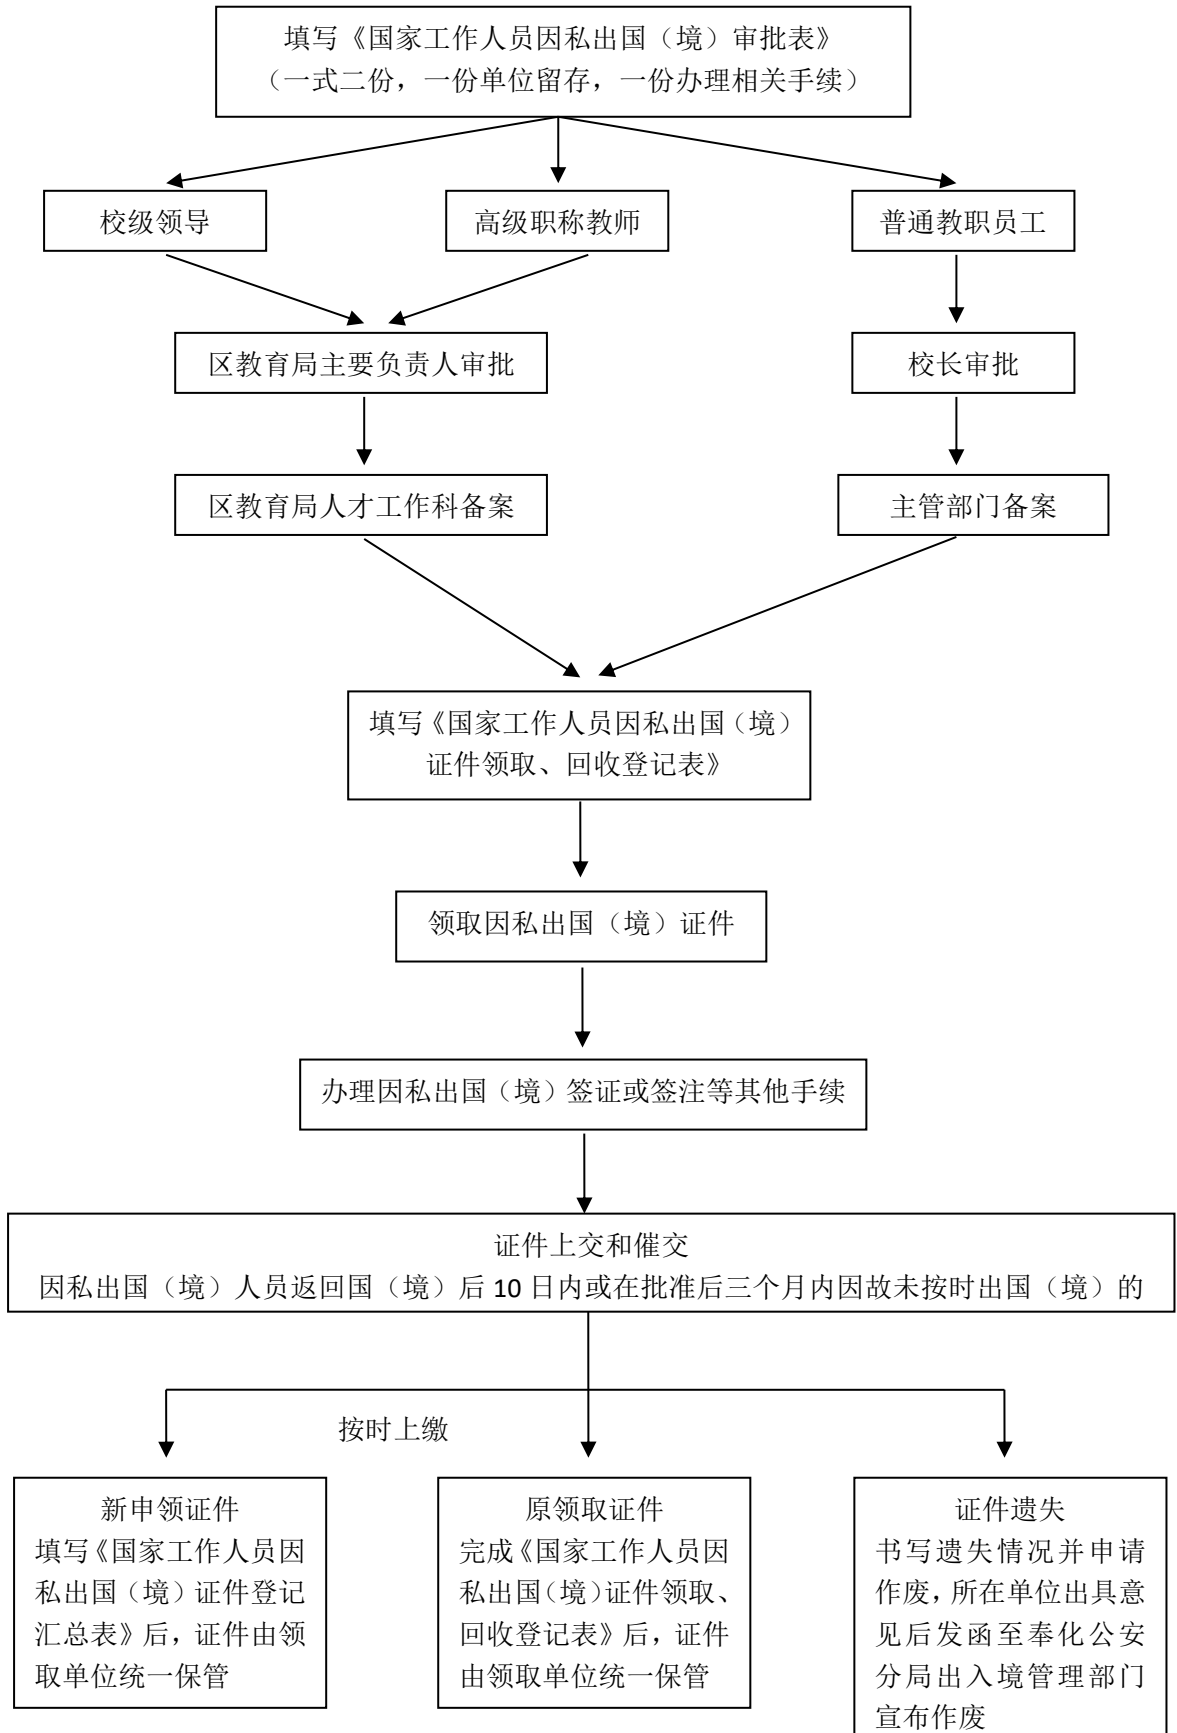 填写《国家工作人员因私出国（境）审批表》
（一式二份，一份单位留存，一份办理相关手续）
校级领导
高级职称教师
普通教职员工
区教育局主要负责人审批
校长审批
区教育局人才工作科备案
主管部门备案
填写《国家工作人员因私出国（境）
证件领取、回收登记表》
领取因私出国（境）证件
办理因私出国（境）签证或签注等其他手续
证件上交和催交
因私出国（境）人员返回国（境）后 10 日内或在批准后三个月内因故未按时出国（境）的
按时上缴
新申领证件
填写《国家工作人员因
私出国（境）证件登记
汇总表》后，证件由领
取单位统一保管
原领取证件
完成《国家工作人员因
私出国（境）证件领取、
回收登记表》后，证件
由领取单位统一保管
证件遗失
书写遗失情况并申请
作废，所在单位出具意
见后发函至奉化公安
分局出入境管理部门
宣布作废